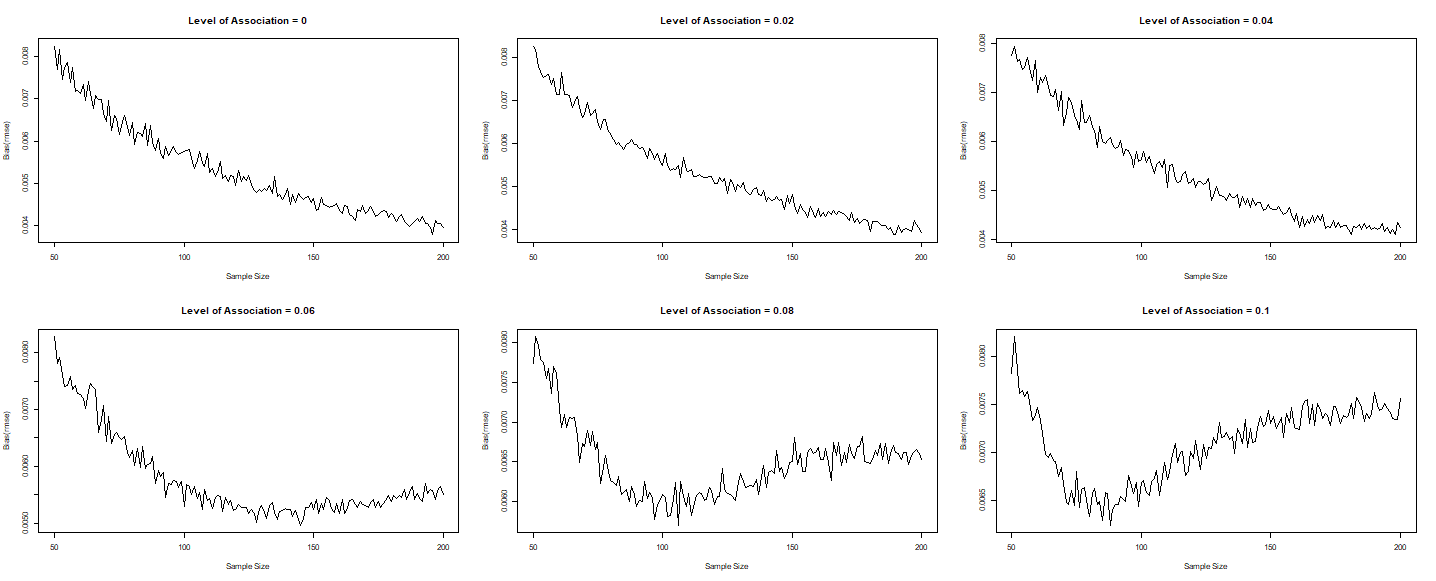 Level of Association = 0
Bias(rmse)
0.008
0.007
0.006
0.005
0.004
50
100
150
200
Sample Size
Level of Association = 0.02
Bias(rmse)
0.008
0.007
0.006
0.005
0.004
50
100
150
200
Sample Size
Level of Association = 0.04
Bias(rmse)
0.008
0.007
0.006
0.005
0.004
50
100
150
200
Sample Size
Level of Association = 0.06
Bias(rmse)
0.0080
0.0070
0.0060
0.0050
50
100
150
200
Sample Size
Level of Association = 0.08
Bias(rmse)
0.0080
0.0075
0.0070
0.0065
0.0060
50
100
150
200
Sample Size
Level of Association = 0.1
Bias(rmse)
0.0080
0.0075
0.0070
0.0065
50
100
150
200
Sample Size